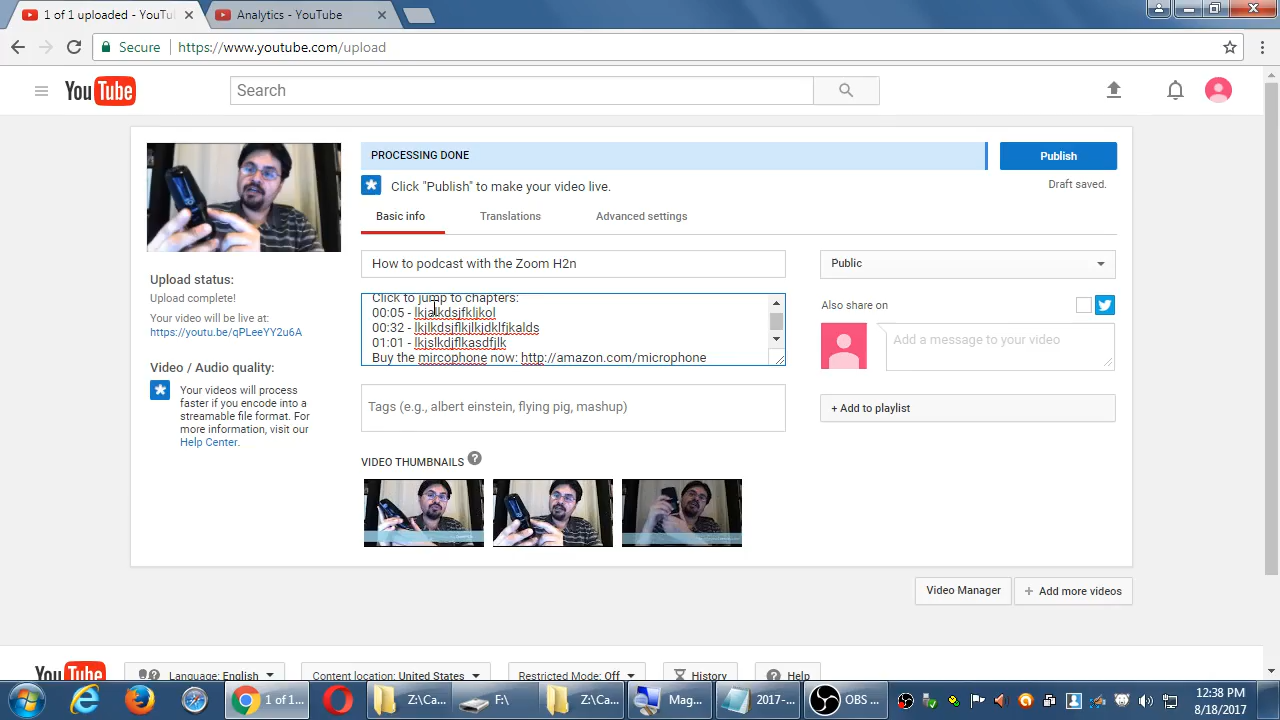 1 of 1 uploaded - YouTu
Analytics - YouTube
Secure
https://www.youtube.com/upload
YouTube
Search
PROCESSING DONE
Publish
Click "Publish" to make your video live.
Draft saved.
Basic info
Translations
Advanced settings
How to podcast with the Zoom H2n
Public
Upload status:
Upload complete!
Your video will be live at:
https://youtu.be/qPLeeYY2u6A
Click to jump to chapters:
00:05 - lkjalkdsjfkljkol
00:32 - lkjlkdsjflkjlkjdklfjkalds
01:01 - lkjslkdjflkasdfjlk
Buy the mircophone now: http://amazon.com/microphone
Also share on
Add a message to your video
Video / Audio quality:
Your videos will process
faster if you encode into a
streamable file format. For
more information, visit our
Help Center.
Tags (e.g., albert einstein, flying pig, mashup)
+ Add to playlist
VIDEO THUMBNAILS
Video Manager
+ Add more videos
YouTube
Language: English
Content location: United States
Restricted Mode: Off
History
Help
1 of 1...
Z:\Ca...
F:\
Z:\Ca...
Mag...
2017-...
OBS ...
12:38 PM
8/18/2017